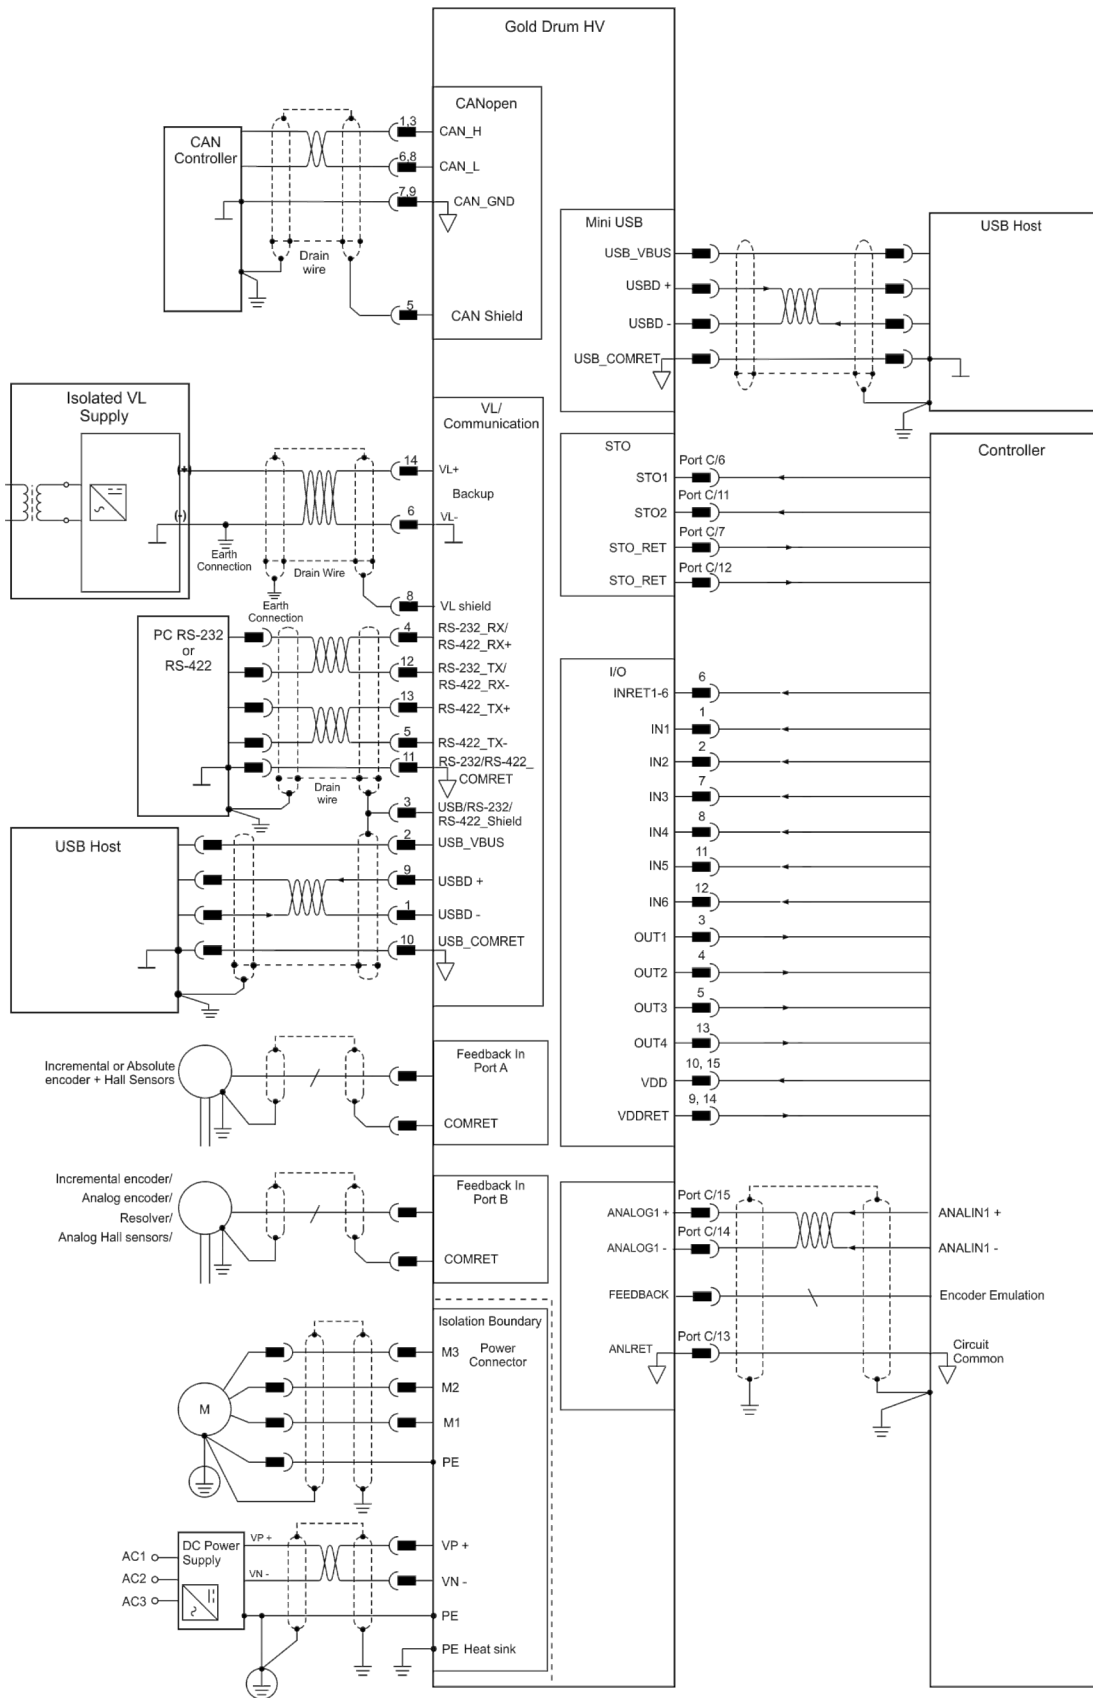 Gold Drum HV
CANopen
CAN
Controller
1,3
CAN_H
6,8
CAN_L
7,9
CAN_GND
Drain
wire
5
CAN Shield
Mini USB
USB Host
USB_VBUS
USBD +
USBD -
USB_COMRET
Isolated VL
Supply
(+)
(-)
VL/
Communication
14
VL+
Backup
6
VL-
Earth
Connection
Drain Wire
Earth
Connection
8
VL shield
STO
Controller
Port C/6
STO1
Port C/11
STO2
Port C/7
STO_RET
Port C/12
STO_RET
PC RS-232
or
RS-422
4
RS-232_RX/
RS-422_RX+
12
RS-232_TX/
RS-422_RX-
13
RS-422_TX+
5
RS-422_TX-
11
RS-232/RS-422_
COMRET
Drain
wire
3
USB/RS-232/
RS-422_Shield
USB Host
2
USB_VBUS
9
USBD +
1
USBD -
10
USB_COMRET
I/O
6
INRET1-6
1
IN1
2
IN2
7
IN3
8
IN4
11
IN5
12
IN6
3
OUT1
4
OUT2
5
OUT3
13
OUT4
10, 15
VDD
9, 14
VDDRET
Incremental or Absolute
encoder + Hall Sensors
Feedback In
Port A
COMRET
Incremental encoder/
Analog encoder/
Resolver/
Analog Hall sensors/
Feedback In
Port B
COMRET
Port C/15
ANALOG1 +
ANALIN1 +
Port C/14
ANALOG1 -
ANALIN1 -
FEEDBACK
Encoder Emulation
Port C/13
ANLRET
Circuit
Common
Isolation Boundary
Power
Connector
M3
M2
M
M1
PE
DC Power
Supply
VP +
VP +
AC1
AC2
VN -
VN -
AC3
PE
PE Heat sink